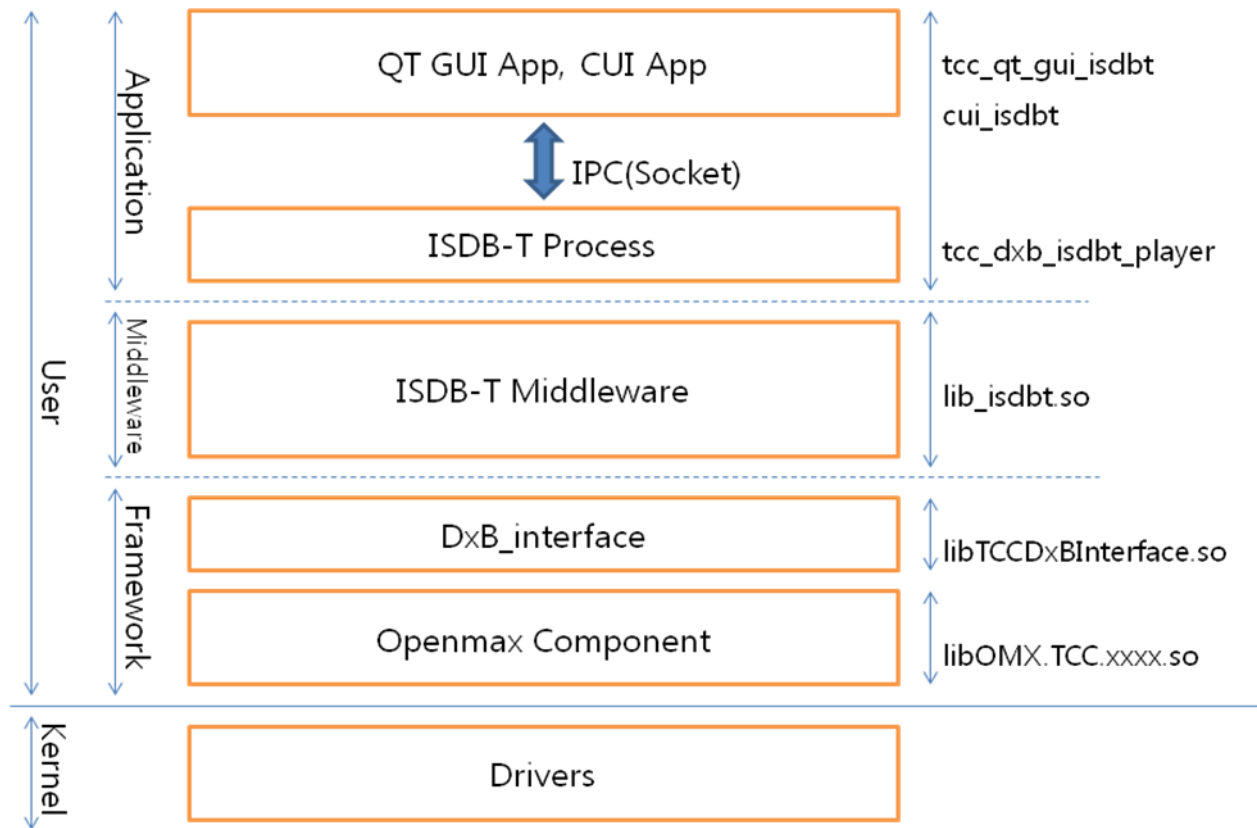 QT GUI App, CUI App
tcc_qt_gui_isdbt
cui_isdbt
Application
IPC(Socket)
ISDB-T Process
tcc_dxb_isdbt_player
User
Middleware
ISDB-T Middleware
lib_isdbt.so
Framework
DxB_interface
libTCCDxBInterface.so
Openmax Component
libOMX.TCC.xxxx.so
Kernel
Drivers